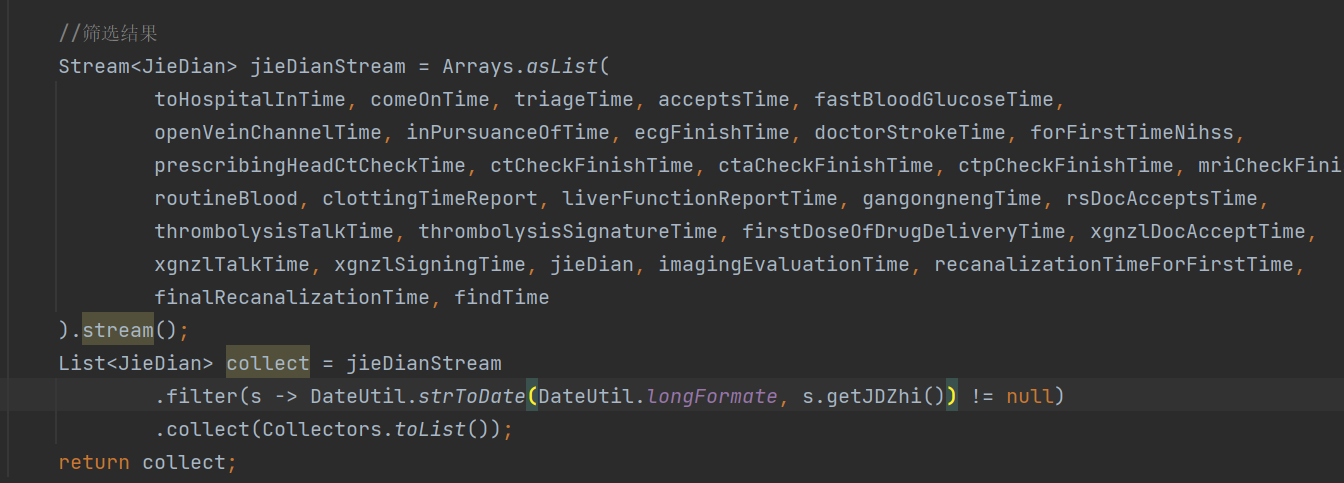 //筛选结果
Stream<JieDian> jieDianStream = Arrays.asList(
toHospitalInTime, comeOnTime, triageTime, acceptsTime, fastBloodGlucoseTime,
openVeinChannelTime, inPursuanceOfTime, ecgFinishTime, doctorStrokeTime, forFirstTimeNihss,
prescribingHeadCtCheckTime, ctCheckFinishTime, ctaCheckFinishTime, ctpCheckFinishTime, mriCheckFini
routineBlood, clottingTimeReport, liverFunctionReportTime, gangongnengTime, rsDocAcceptsTime,
thrombolysisTalkTime, thrombolysisSignatureTime, firstDoseOfDrugDeliveryTime, xgnzlDocAcceptTime,
xgnzlTalkTime, xgnzlSigningTime, jieDian, imagingEvaluationTime, recanalizationTimeForFirstTime,
finalRecanalizationTime, findTime
).stream();
List<JieDian> collect = jieDianStream
.filter(s -> DateUtil.strToDate(DateUtil.longFormate, s.getJDZhi()) != null)
.collect(Collectors.toList());
return collect;